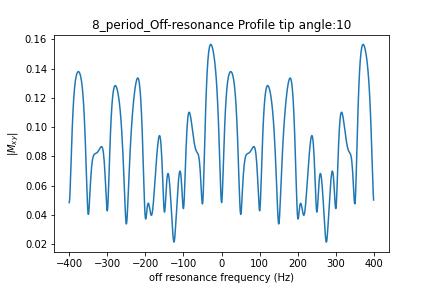 8_period_Off-resonance Profile tip angle:10
0.16
0.14
0.12
0.10
0.08
0.06
0.04
0.02
|Mxy|
−400 −300 −200 −100 0 100 200 300 400
off resonance frequency (Hz)